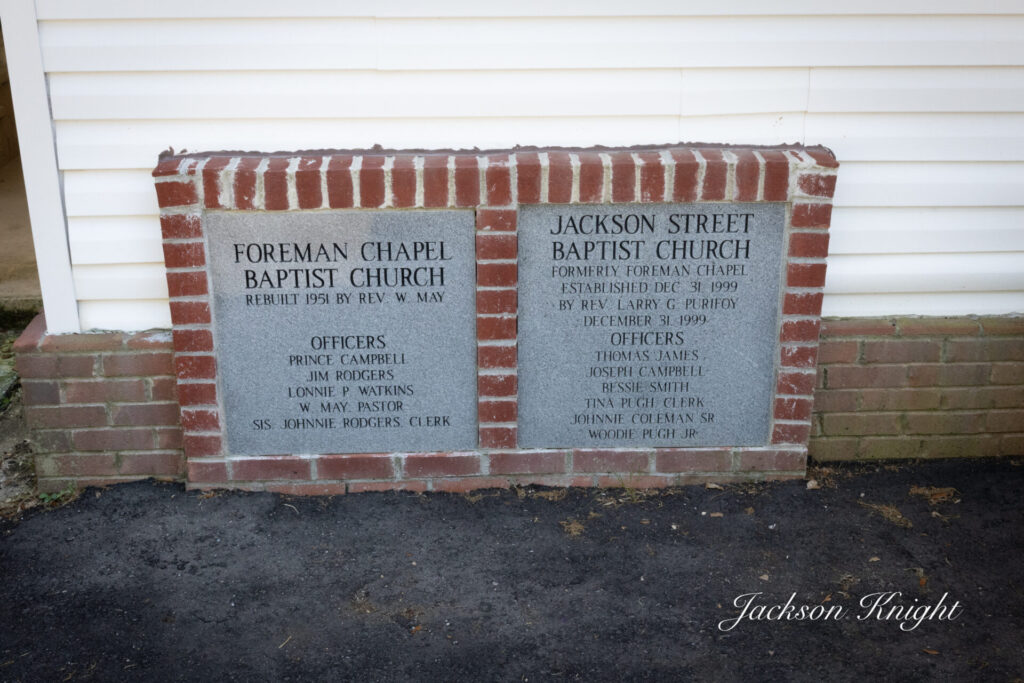 FOREMAN CHAPEL
BAPTIST CHURCH
REBUILT 1951 BY REV. W. MAY
OFFICERS
PRINCE CAMPBELL
JIM RODGERS
LONNIE P. WATKINS
W. MAY, PASTOR
SIS. JOHNNIE RODGERS, CLERK
JACKSON STREET
BAPTIST CHURCH
FORMERLY FOREMAN CHAPEL
ESTABLISHED DEC. 31, 1999
BY REV. LARRY G. PURIFOY
DECEMBER 31, 1999
OFFICERS
THOMAS JAMES
JOSEPH CAMPBELL
BESSIE SMITH
TINA PUGH, CLERK
JOHNNIE COLEMAN SR.
WOODIE PUGH JR.
Jackson Knight